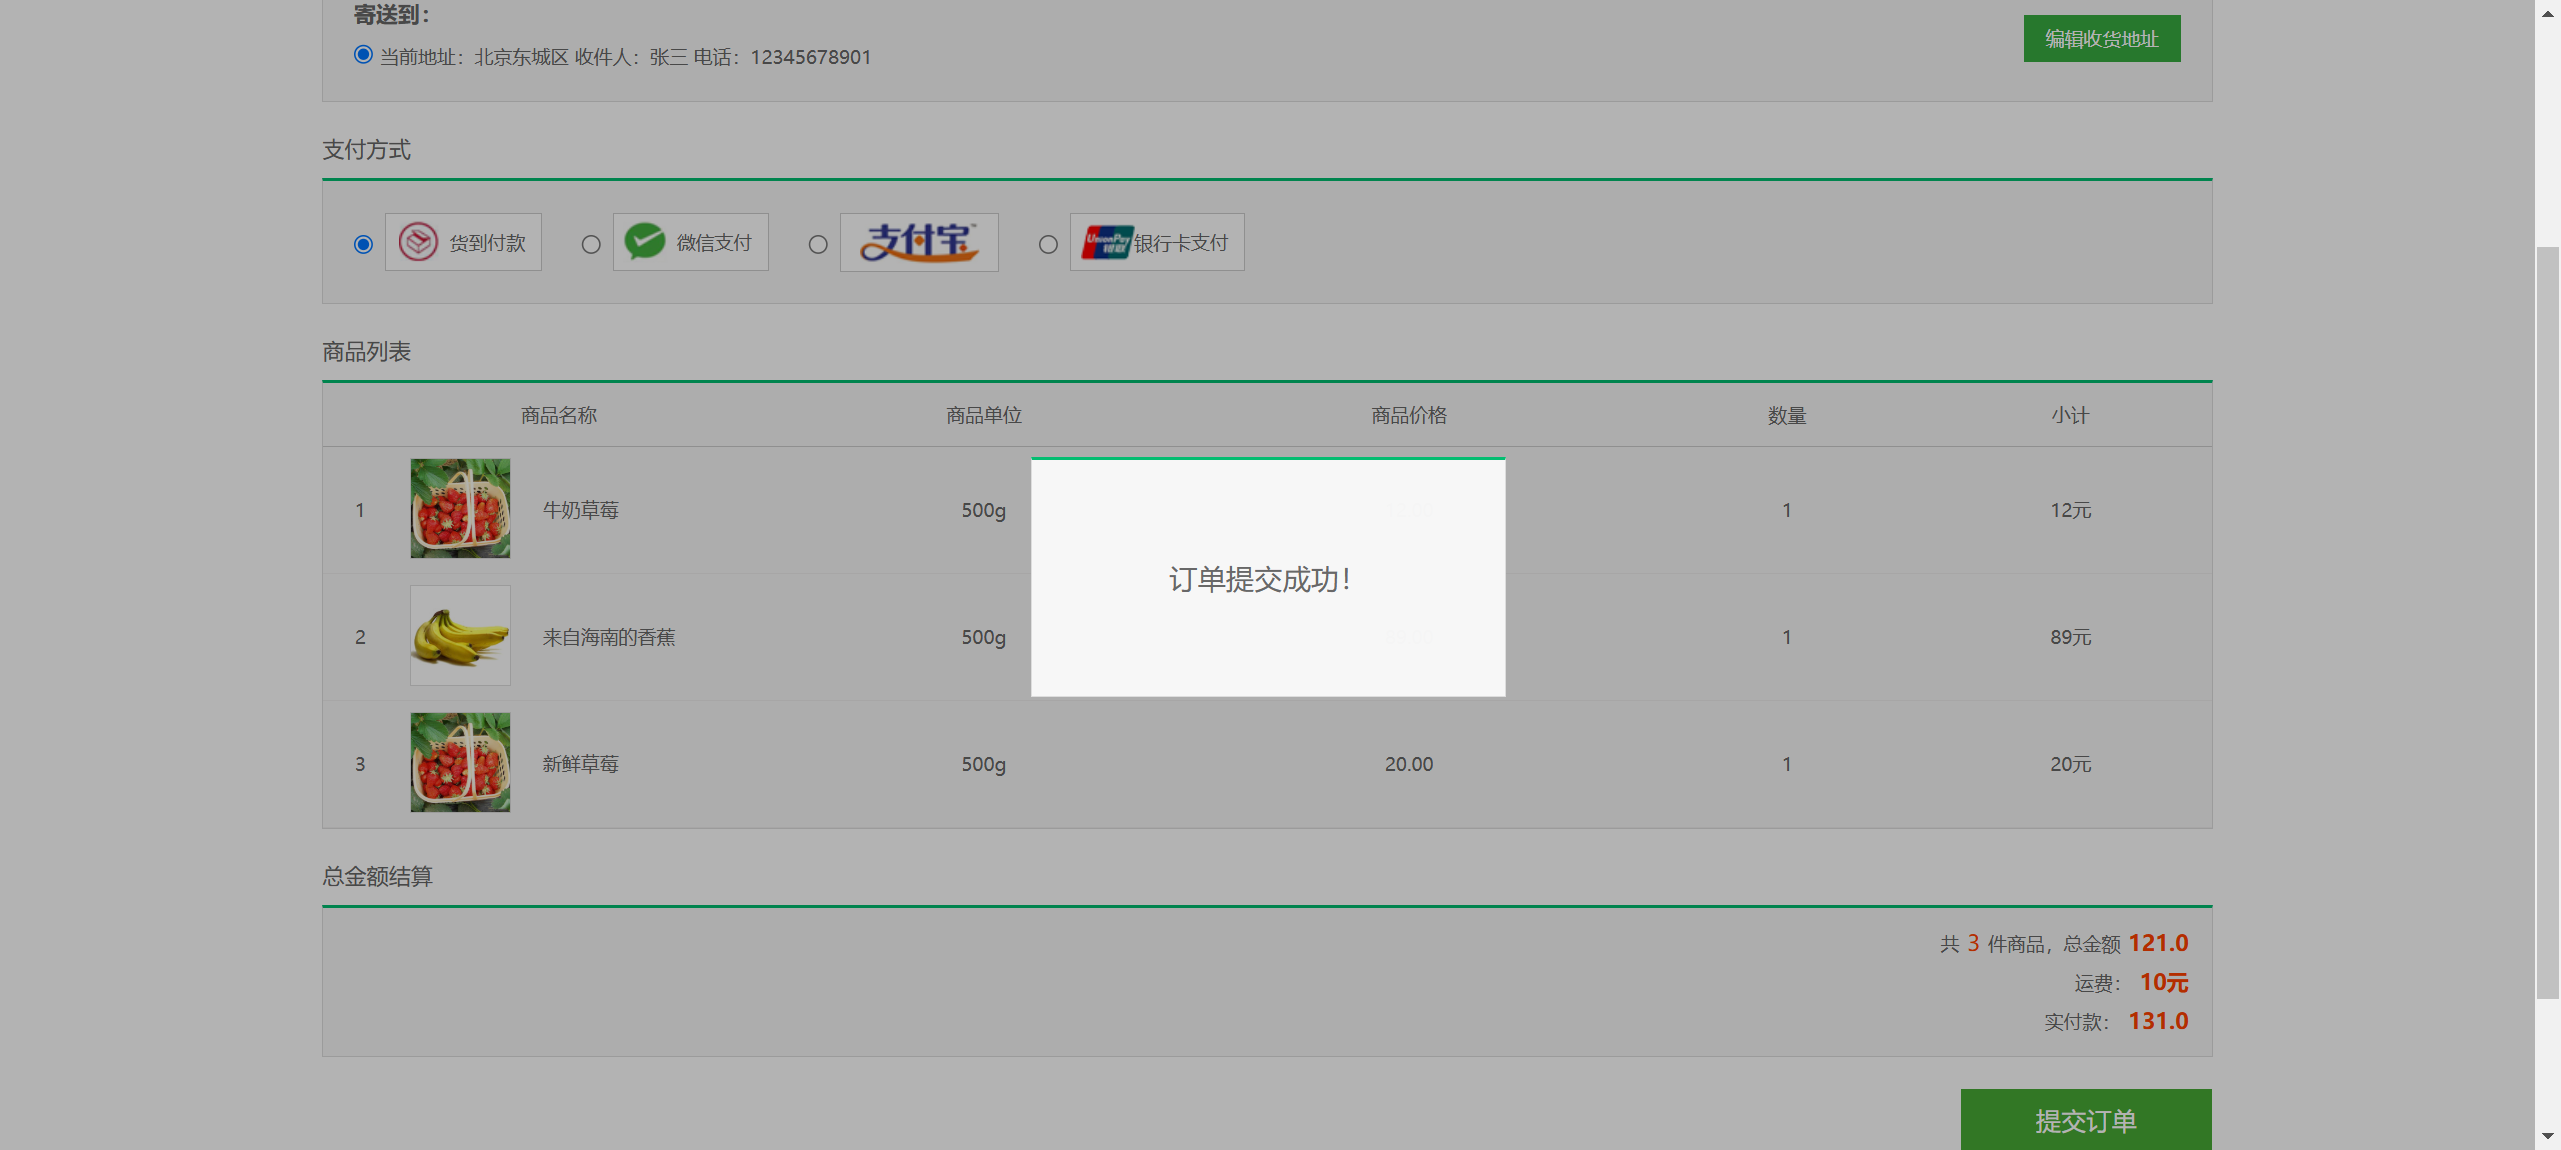 寄送到：
当前地址：北京东城区 收件人：张三 电话：12345678901
编辑收货地址
支付方式
货到付款 微信支付 支付宝 UnionPay 银联 银行卡支付
商品列表
商品名称 商品单位 商品价格 数量 小计
1 牛奶草莓 500g 1 12元
订单提交成功！
2 来自海南的香蕉 500g 1 89元
3 新鲜草莓 500g 20.00 1 20元
总金额结算
共 3 件商品，总金额 121.0
运费： 10元
实付款： 131.0
提交订单